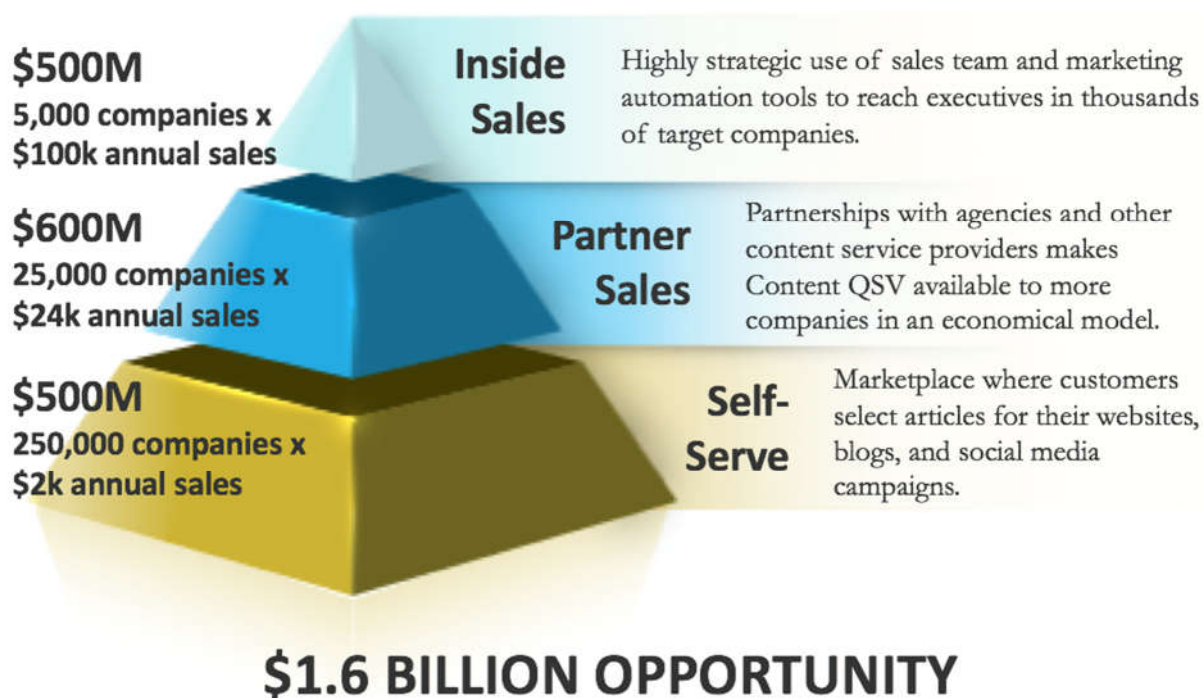 $500M
5,000 companies x
$100k annual sales
Inside
Sales
Highly strategic use of sales team and marketing
automation tools to reach executives in thousands
of target companies.
$600M
25,000 companies x
$24k annual sales
Partner
Sales
Partnerships with agencies and other
content service providers makes
Content QSV available to more
companies in an economical model.
$500M
250,000 companies x
$2k annual sales
Self-
Serve
Marketplace where customers
select articles for their websites,
blogs, and social media
campaigns.
$1.6 BILLION OPPORTUNITY